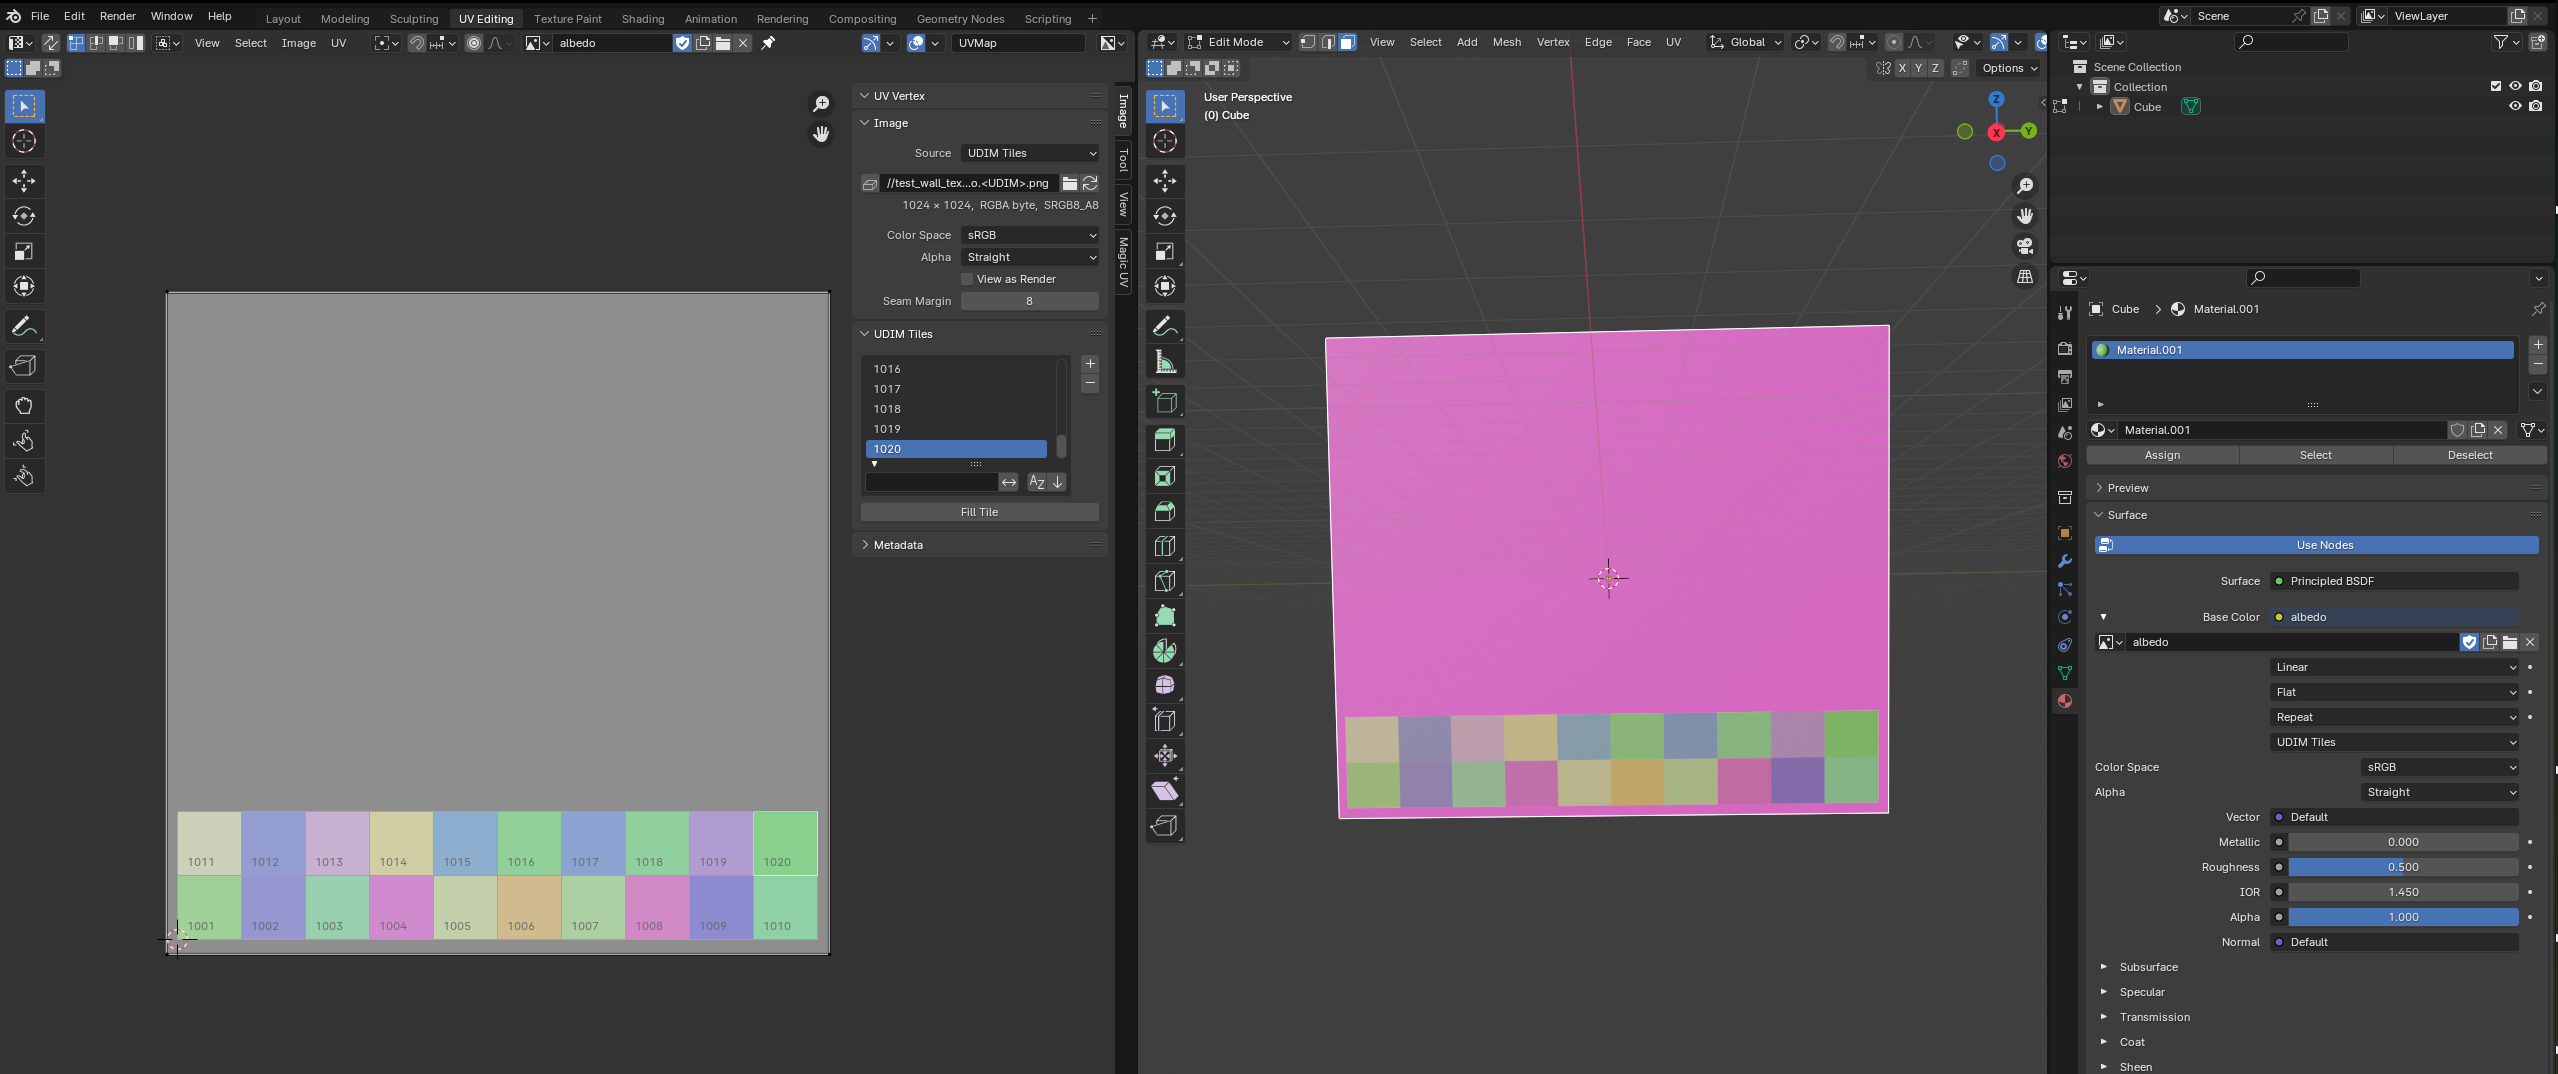 File Edit Render Window Help Layout Modeling Sculpting UV Editing Texture Paint Shading Animation Rendering Compositing Geometry Nodes Scripting + Scene ViewLayer
View Select Image UV albedo UVMap
Edit Mode View Select Add Mesh Vertex Edge Face UV Global
X Y Z Options
User Perspective
(0) Cube
Z
Y
X
UV Vertex
Image
Source UDIM Tiles
//test_wall_tex...o.<UDIM>.png
1024 × 1024, RGBA byte, SRGB8_A8
Color Space sRGB
Alpha Straight
View as Render
Seam Margin 8
UDIM Tiles
1016
1017
1018
1019
1020
Fill Tile
Metadata
Image
Tool
View
Magic UV
1011 1012 1013 1014 1015 1016 1017 1018 1019 1020
1001 1002 1003 1004 1005 1006 1007 1008 1009 1010
Scene Collection
Collection
Cube
Cube > Material.001
Material.001
Material.001
Assign Select Deselect
Preview
Surface
Use Nodes
Surface Principled BSDF
Base Color albedo
albedo
Linear
Flat
Repeat
UDIM Tiles
Color Space sRGB
Alpha Straight
Vector Default
Metallic 0.000
Roughness 0.500
IOR 1.450
Alpha 1.000
Normal Default
Subsurface
Specular
Transmission
Coat
Sheen